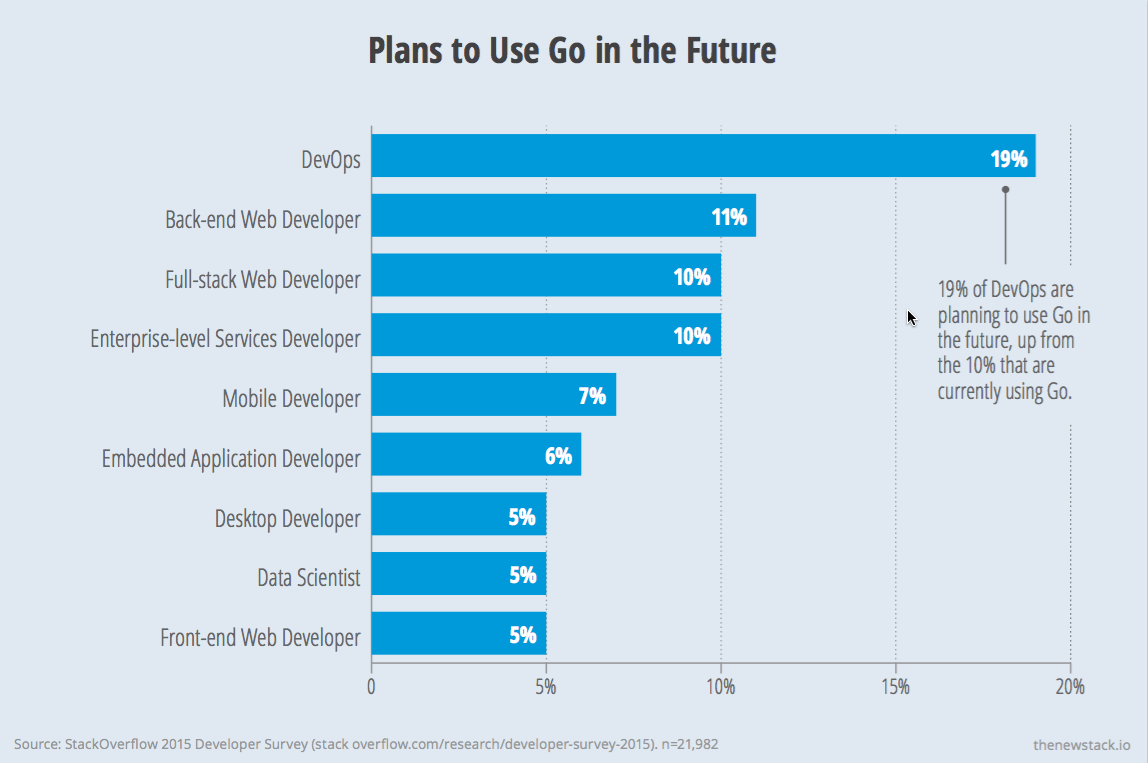 Plans to Use Go in the Future
DevOps
19%
Back-end Web Developer
11%
Full-stack Web Developer
10%
Enterprise-level Services Developer
10%
Mobile Developer
7%
Embedded Application Developer
6%
Desktop Developer
5%
Data Scientist
5%
Front-end Web Developer
5%
19% of DevOps are
planning to use Go in
the future, up from
the 10% that are
currently using Go.
0 5% 10% 15% 20%
Source: StackOverflow 2015 Developer Survey (stack overflow.com/research/developer-survey-2015). n=21,982
thenewstack.io